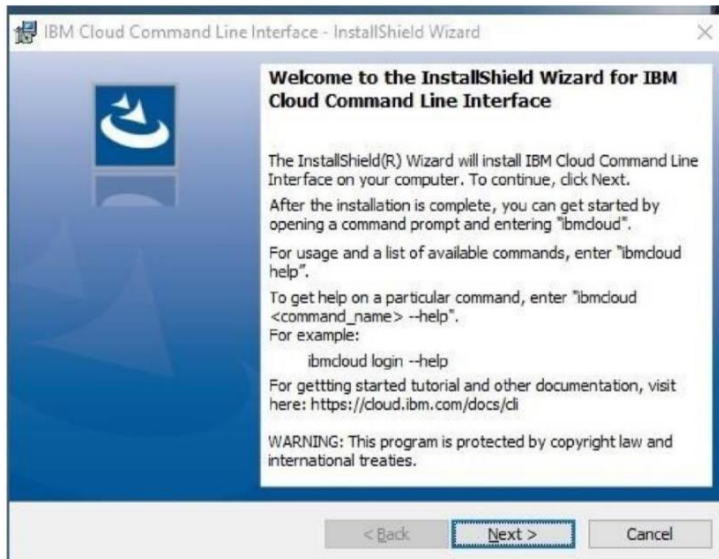 IBM Cloud Command Line Interface - InstallShield Wizard
Welcome to the InstallShield Wizard for IBM
Cloud Command Line Interface
The InstallShield(R) Wizard will install IBM Cloud Command Line
Interface on your computer. To continue, click Next.
After the installation is complete, you can get started by
opening a command prompt and entering "ibmcloud".
For usage and a list of available commands, enter "ibmcloud
help".
To get help on a particular command, enter "ibmcloud
<command_name> --help".
For example:
ibmcloud login --help
For gettting started tutorial and other documentation, visit
here: https://cloud.ibm.com/docs/cli
WARNING: This program is protected by copyright law and
international treaties.
< Back Next > Cancel